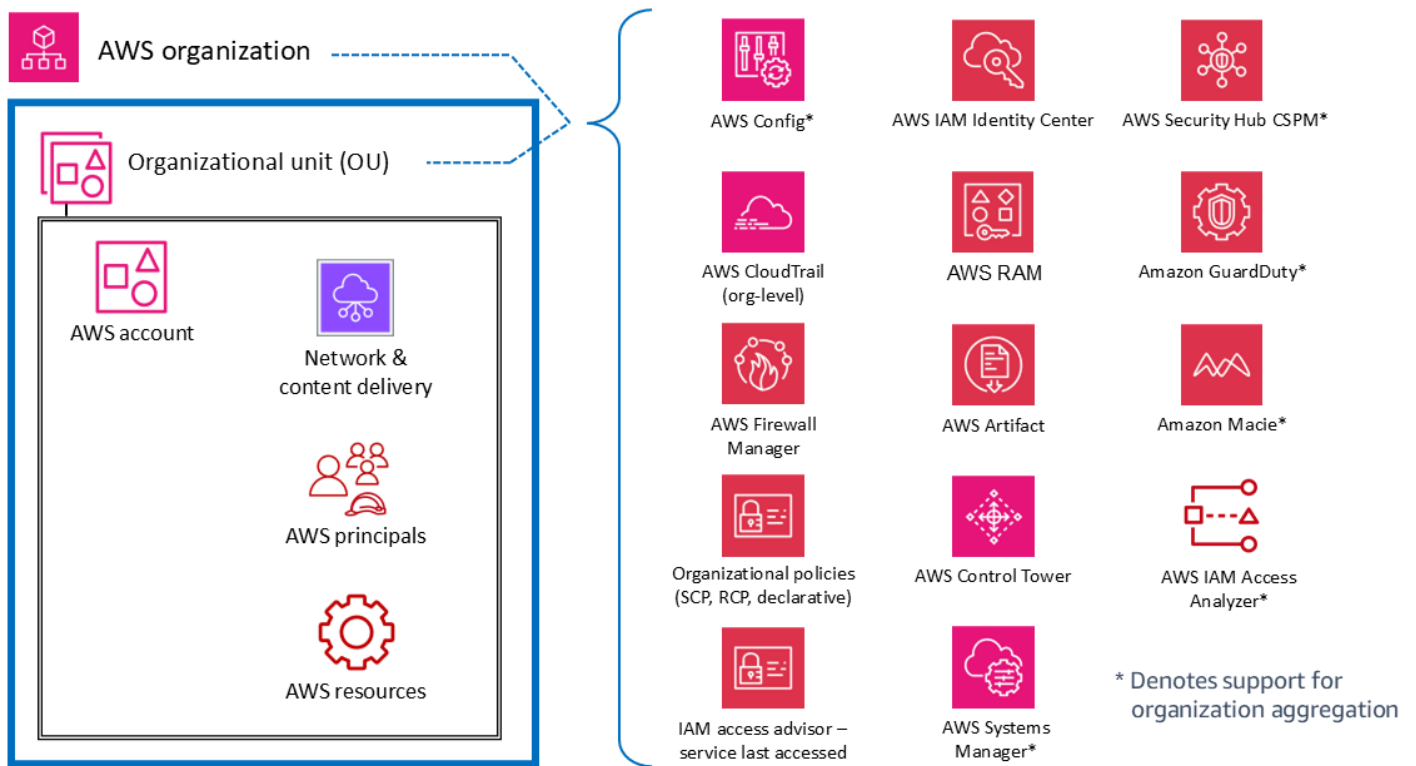 AWS organization
Organizational unit (OU)
AWS account
Network &
content delivery
AWS principals
AWS resources
AWS Config*
AWS IAM Identity Center
AWS Security Hub CSPM*
AWS CloudTrail
(org-level)
AWS RAM
Amazon GuardDuty*
AWS Firewall
Manager
AWS Artifact
Amazon Macie*
Organizational policies
(SCP, RCP, declarative)
AWS Control Tower
AWS IAM Access
Analyzer*
IAM access advisor –
service last accessed
AWS Systems
Manager*
* Denotes support for
organization aggregation